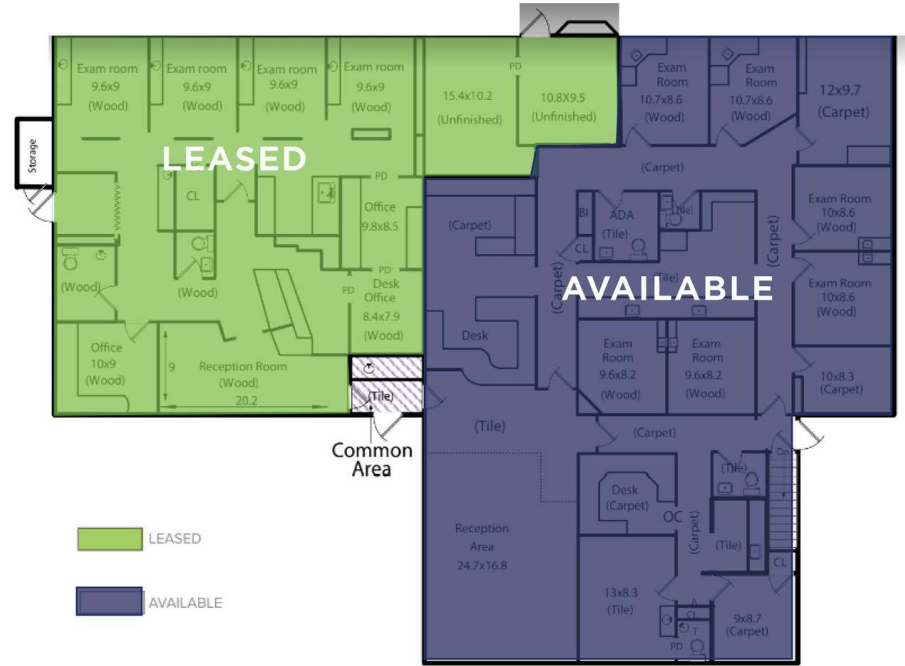 PD
Exam room
9.6x9
(Wood)
Exam room
9.6x9
(Wood)
Exam room
9.6x9
(Wood)
Exam room
9.6x9
(Wood)
15.4x10.2
(Unfinished)
10.8X9.5
(Unfinished)
Exam
Room
10.7x8.6
(Wood)
Exam
Room
10.7x8.6
(Wood)
12x9.7
(Carpet)
Storage
LEASED
CL
PD
Office
9.8x8.5
PD
(Carpet)
(Carpet)
BI
ADA
(Tile)
(Tile)
CL
(Carpet)
Exam Room
10x8.6
(Wood)
(Wood)
(Wood)
PD
Desk
Office
8.4x7.9
(Wood)
(Carpet)
(Tile)
AVAILABLE
Exam Room
10x8.6
(Wood)
Desk
Office
10x9
(Wood)
9
Reception Room
(Wood)
20.2
(Tile)
Exam
Room
9.6x8.2
(Wood)
Exam
Room
9.6x8.2
(Wood)
10x8.3
(Carpet)
Common
Area
(Tile)
(Carpet)
Dn
(Tile)
Desk
(Carpet)
OC
(Carpet)
(Tile)
CL
Reception
Area
24.7x16.8
13x8.3
(Tile)
A
CL
T
PD
9x8.7
(Carpet)
LEASED
AVAILABLE